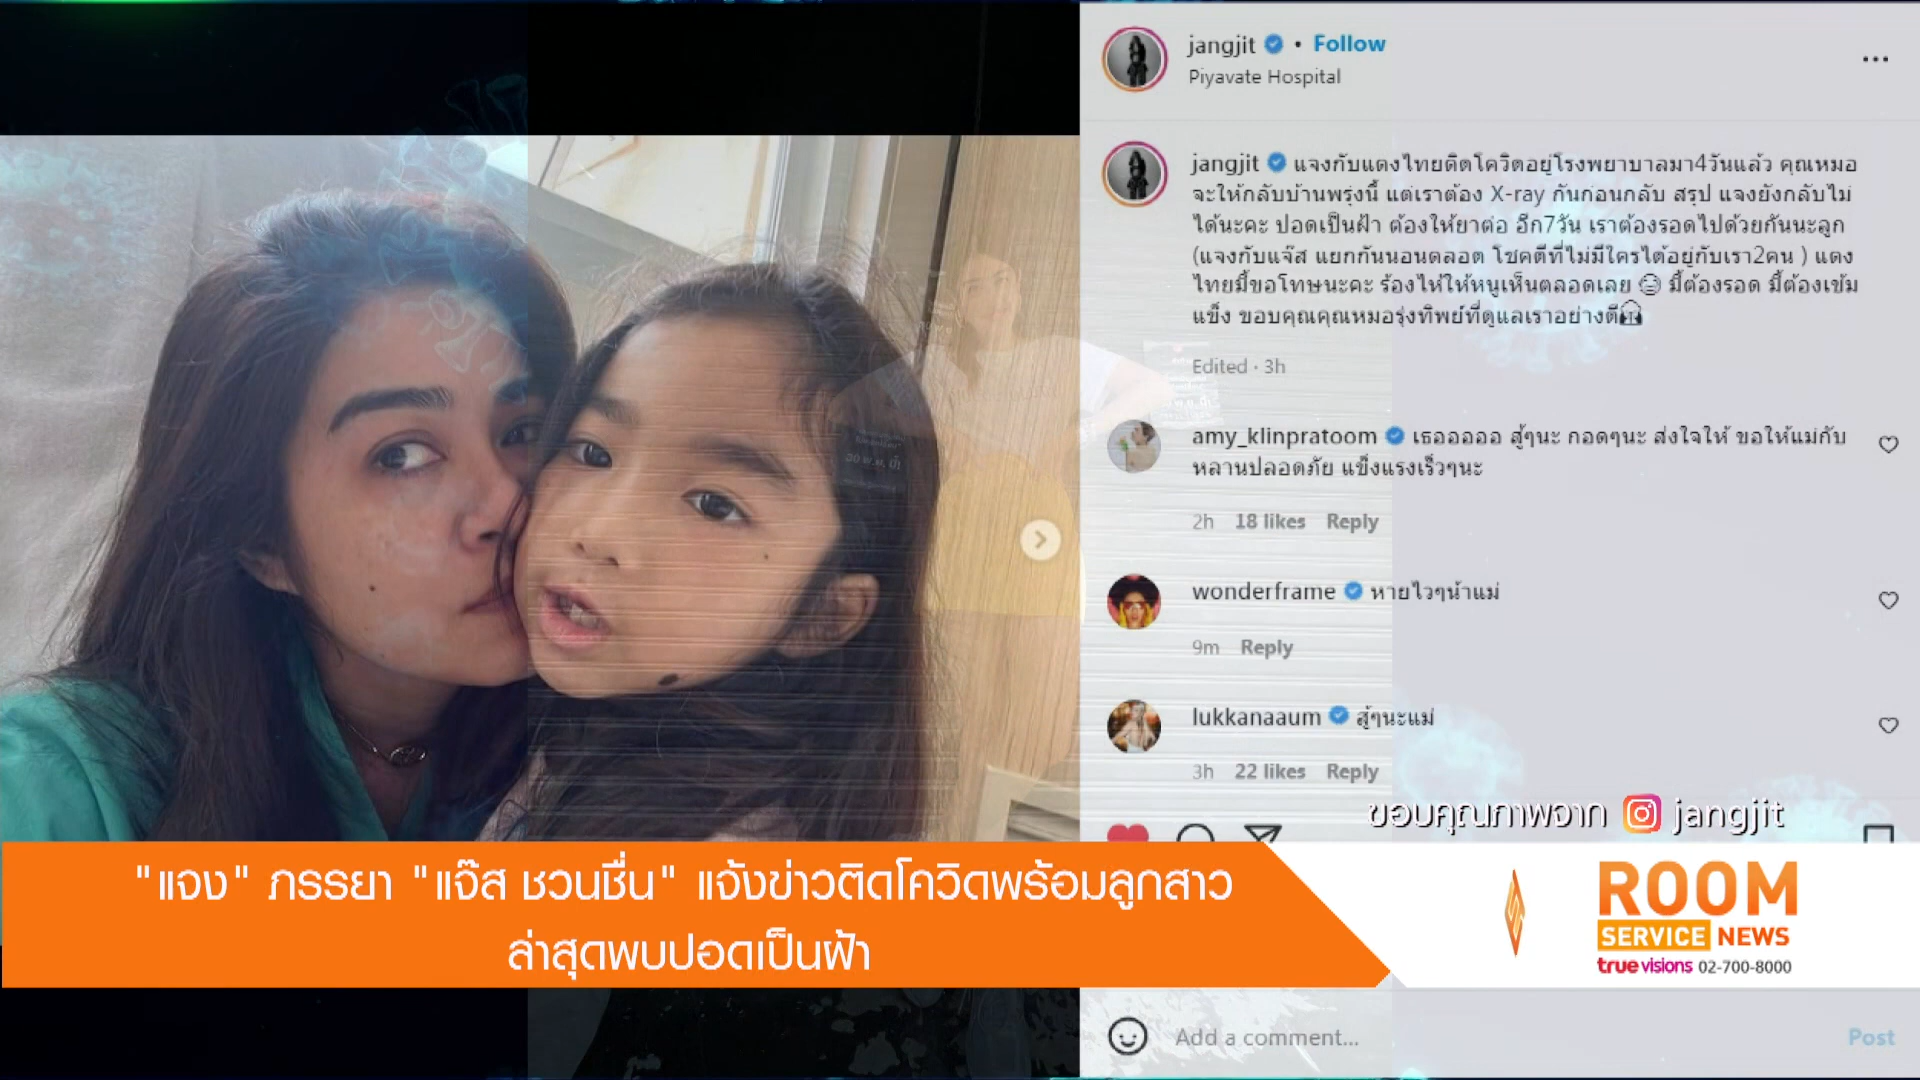 jangjit • Follow
Piyavate Hospital
jangjit แจงกับแดงไทยติดโควิดอยู่โรงพยาบาลมา4วันแล้ว คุณหมอ
จะให้กลับบ้านพรุ่งนี้ แต่เราต้อง X-ray กันก่อนกลับ สรุป แจงยังกลับไม่
ได้นะคะ ปอดเป็นฝ้า ต้องให้ยาต่อ อีก7วัน เราต้องรอดไปด้วยกันนะลูก
(แจงกับแจ๊ส แยกกันนอนตลอด โชคดีที่ไม่มีใครได้อยู่กับเรา2คน ) แดง
ไทยมี้ขอโทษนะคะ ร้องไห้ให้หนูเห็นตลอดเลย มี้ต้องรอด มี้ต้องเข้ม
แข็ง ขอบคุณคุณหมอรุ่งทิพย์ที่ดูแลเราอย่างดี
Edited · 3h
amy_klinpratoom เธอออออ สู้ๆนะ กอดๆนะ ส่งใจให้ ขอให้แม่กับ
หลานปลอดภัย แข็งแรงเร็วๆนะ
2h 18 likes Reply
wonderframe หายไวๆน้าแม่
9m Reply
lukkanaaum สู้ๆนะแม่
3h 22 likes Reply
ขอบคุณภาพจาก jangjit
"แจง" ภรรยา "แจ๊ส ชวนชื่น" แจ้งข่าวติดโควิดพร้อมลูกสาว
ล่าสุดพบปอดเป็นฝ้า
ROOM
SERVICE NEWS
truevisions 02-700-8000
Add a comment... Post
30 พ.ย. นี้